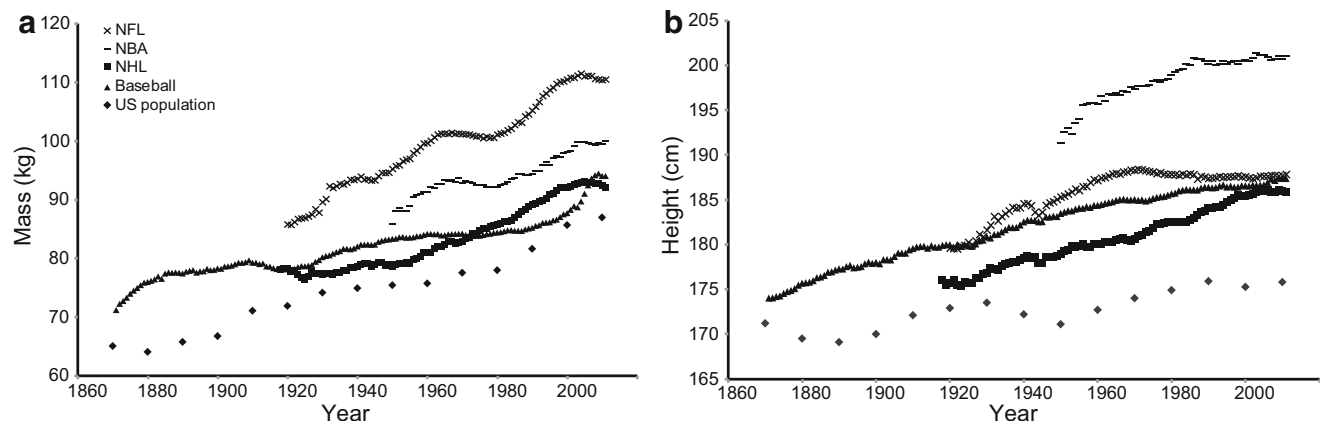 a
120
110
100
90
80
70
60
Mass (kg)
NFL
NBA
NHL
Baseball
US population
1860 1880 1900 1920 1940 1960 1980 2000
Year
b
205
200
195
190
185
180
175
170
165
Height (cm)
1860 1880 1900 1920 1940 1960 1980 2000
Year